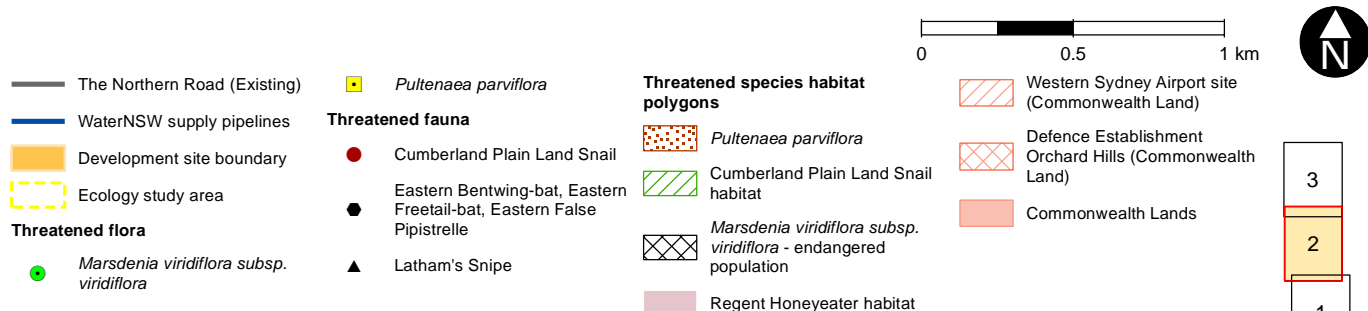 0 0.5 1 km
N
The Northern Road (Existing)
WaterNSW supply pipelines
Development site boundary
Ecology study area
Threatened flora
Marsdenia viridiflora subsp.
viridiflora
Pultenaea parviflora
Threatened fauna
Cumberland Plain Land Snail
Eastern Bentwing-bat, Eastern
Freetail-bat, Eastern False
Pipistrelle
Latham's Snipe
Threatened species habitat
polygons
Pultenaea parviflora
Cumberland Plain Land Snail
habitat
Marsdenia viridiflora subsp.
viridiflora - endangered
population
Regent Honeyeater habitat
Western Sydney Airport site
(Commonwealth Land)
Defence Establishment
Orchard Hills (Commonwealth
Land)
Commonwealth Lands
3
2
1